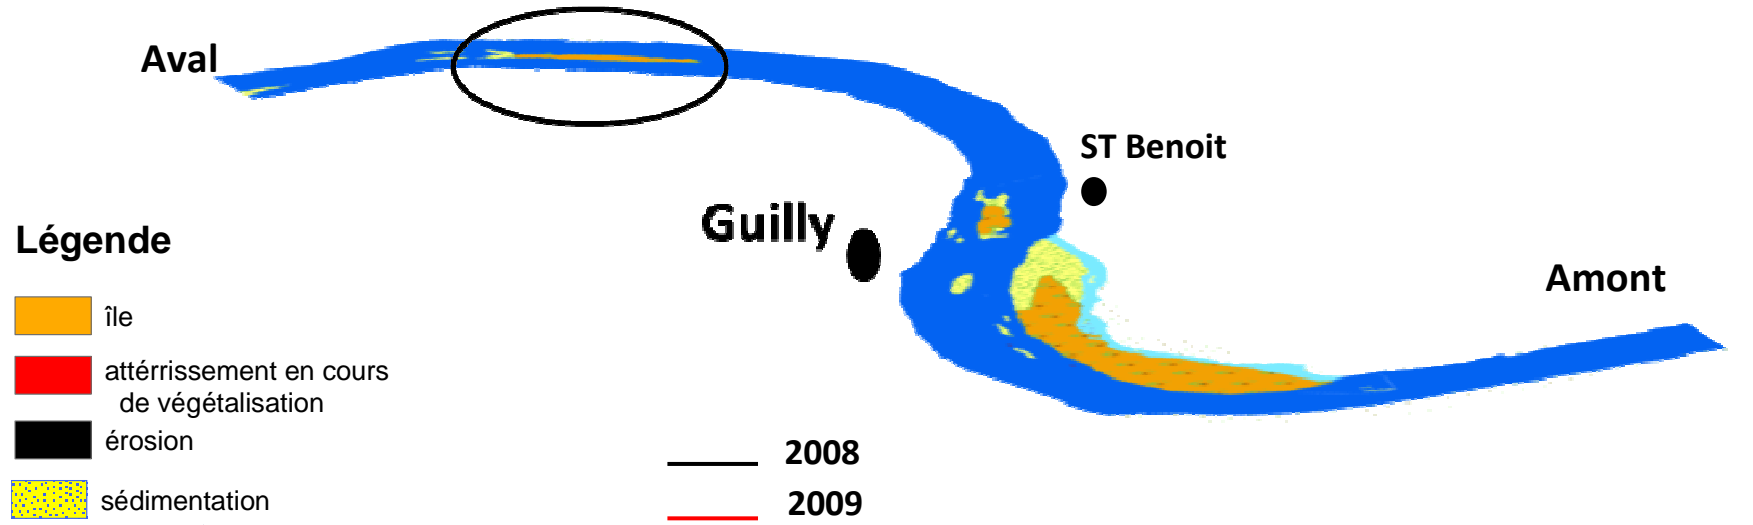 Aval
ST Benoit
Guilly
Amont
Légende
île
attérrissement en cours
de végétalisation
érosion
sédimentation
2008
2009